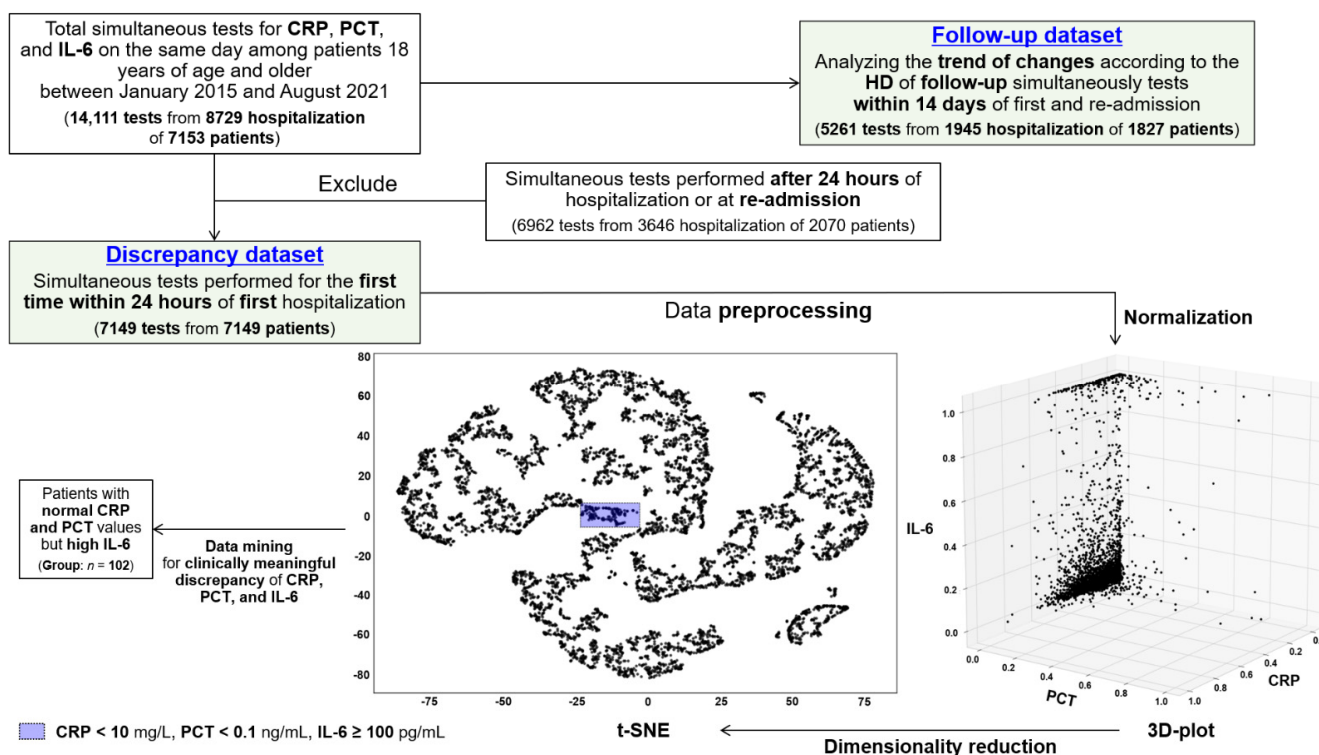 Total simultaneous tests for CRP, PCT,
and IL-6 on the same day among patients 18
years of age and older
between January 2015 and August 2021
(14,111 tests from 8729 hospitalization
of 7153 patients)
Follow-up dataset
Analyzing the trend of changes according to the
HD of follow-up simultaneously tests
within 14 days of first and re-admission
(5261 tests from 1945 hospitalization of 1827 patients)
Exclude
Simultaneous tests performed after 24 hours of
hospitalization or at re-admission
(6962 tests from 3646 hospitalization of 2070 patients)
Discrepancy dataset
Simultaneous tests performed for the first
time within 24 hours of first hospitalization
(7149 tests from 7149 patients)
Data preprocessing
Normalization
80
60
40
20
0
-20
-40
-60
-80
-75
-50
-25
0
25
50
75
t-SNE
Patients with
normal CRP
and PCT values
but high IL-6
(Group: n = 102)
Data mining
for clinically meaningful
discrepancy of CRP,
PCT, and IL-6
IL-6
1.0
0.8
0.6
0.4
0.2
0.0
0.0
0.2
0.4
0.6
0.8
1.0
PCT
1.0
0.8
0.6
0.4
0.2
CRP
3D-plot
Dimensionality reduction
CRP < 10 mg/L, PCT < 0.1 ng/mL, IL-6 ≥ 100 pg/mL